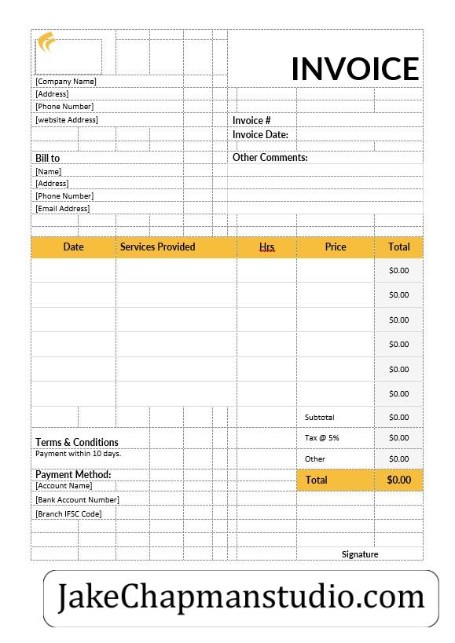 INVOICE
[Company Name]
[Address]
[Phone Number]
[website Address]
Invoice #
Invoice Date:
Bill to
Other Comments:
[Name]
[Address]
[Phone Number]
[Email Address]
Date Services Provided Hrs Price Total
$0.00
$0.00
$0.00
$0.00
$0.00
$0.00
Subtotal $0.00
Tax @ 5% $0.00
Terms & Conditions
Payment within 10 days.
Other $0.00
Payment Method:
Total $0.00
[Account Name]
[Bank Account Number]
[Branch IFSC Code]
Signature
JakeChapmanstudio.com